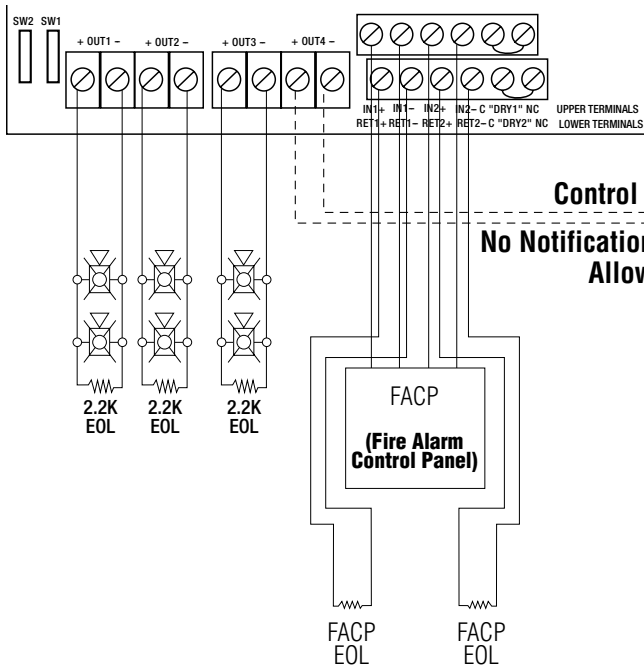 SW2 SW1
+ OUT1 - + OUT2 - + OUT3 - + OUT4 -
IN1+ IN1- IN2+ IN2- C "DRY1" NC UPPER TERMINALS
RET1+ RET1- RET2+ RET2- C "DRY2" NC LOWER TERMINALS
Control
No Notification
Allow
FACP
(Fire Alarm
Control Panel)
2.2K 2.2K 2.2K
EOL EOL EOL
FACP FACP
EOL EOL